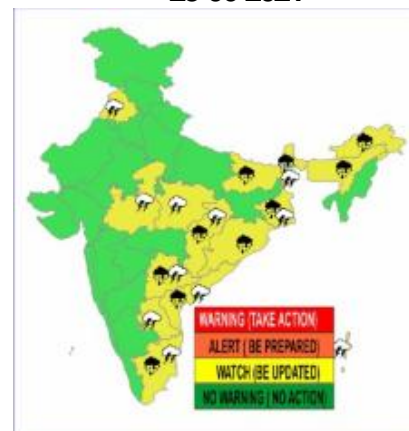 WARNING (TAKE ACTION)
ALERT ( BE PREPARED)
WATCH (BE UPDATED)
NO WARNING ( NO ACTION)